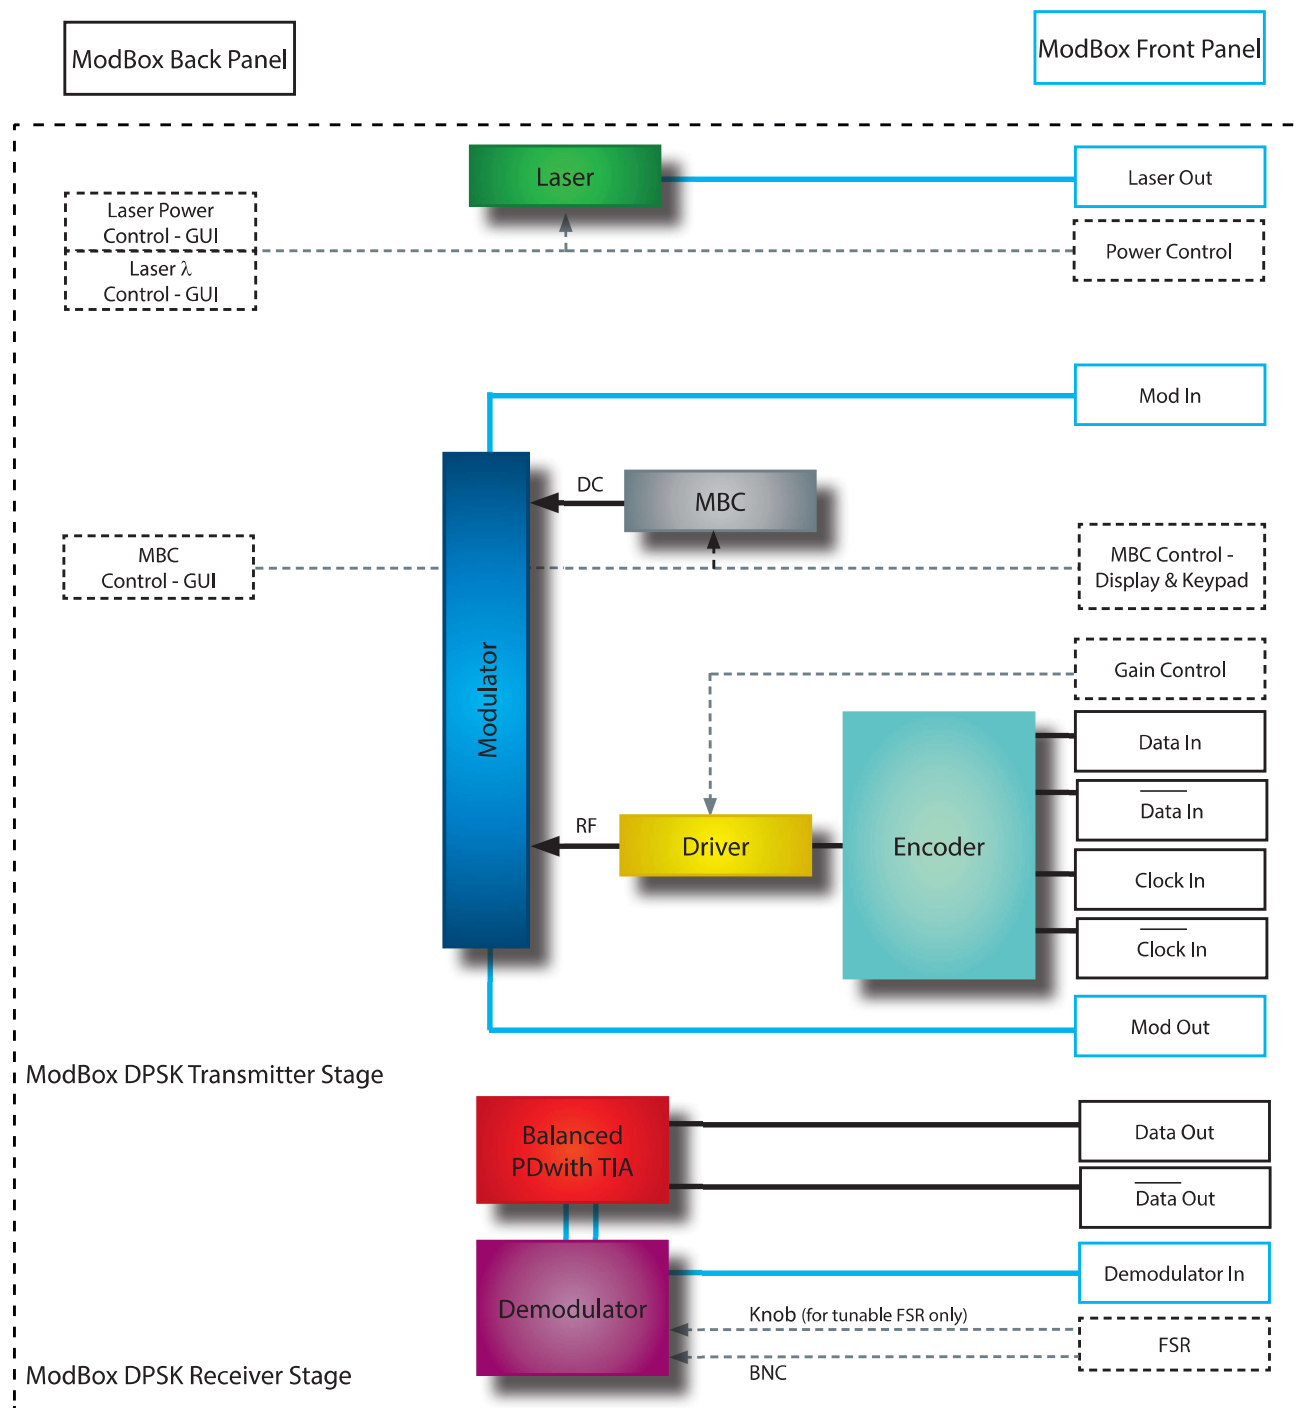 ModBox Back Panel
ModBox Front Panel
Laser
Laser Out
Laser Power
Control - GUI
Laser λ
Control - GUI
Power Control
Mod In
DC
MBC
MBC
Control - GUI
MBC Control -
Display & Keypad
Modulator
Gain Control
Data In
Data In
RF
Driver
Encoder
Clock In
Clock In
Mod Out
ModBox DPSK Transmitter Stage
Balanced
PDwith TIA
Data Out
Data Out
Demodulator
Demodulator In
Knob (for tunable FSR only)
FSR
BNC
ModBox DPSK Receiver Stage